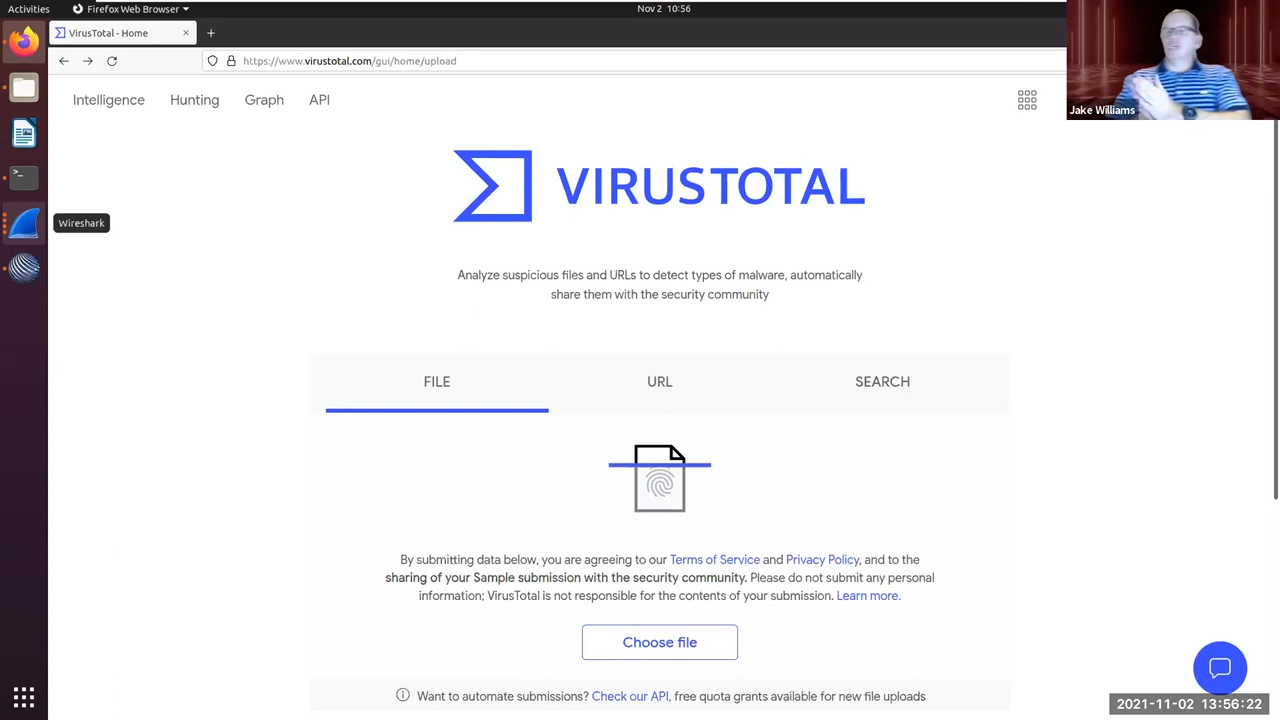 Activities
Firefox Web Browser
Nov 2 10:56
VirusTotal - Home
https://www.virustotal.com/gui/home/upload
Jake Williams
Intelligence
Hunting
Graph
API
VIRUSTOTAL
Wireshark
Analyze suspicious files and URLs to detect types of malware, automatically
share them with the security community
FILE
URL
SEARCH
By submitting data below, you are agreeing to our Terms of Service and Privacy Policy, and to the
sharing of your Sample submission with the security community. Please do not submit any personal
information; VirusTotal is not responsible for the contents of your submission. Learn more.
Choose file
Want to automate submissions? Check our API, free quota grants available for new file uploads
2021-11-02 13:56:22